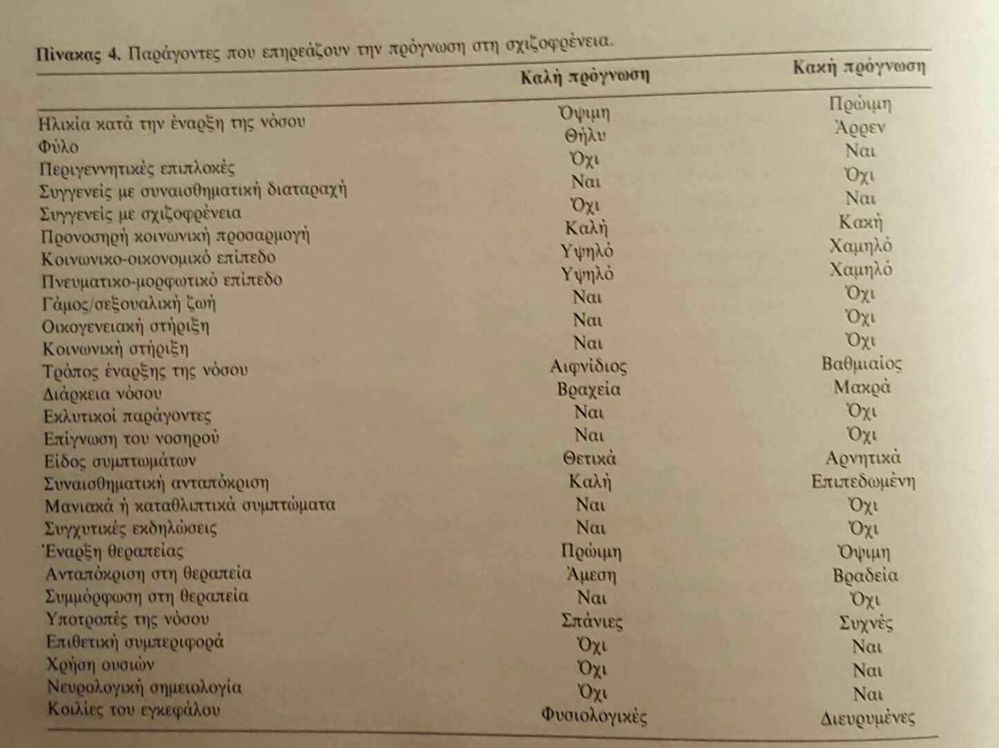 Πίνακας 4. Παράγοντες που επηρεάζουν την πρόγνωση στη σχιζοφρένεια.
Καλή πρόγνωση Κακή πρόγνωση
Ηλικία κατά την έναρξη της νόσου Όψιμη Πρώιμη
Φύλο Θήλυ Άρρεν
Περιγεννητικές επιπλοκές Όχι Ναι
Συγγενείς με συναισθηματική διαταραχή Ναι Όχι
Συγγενείς με σχιζοφρένεια Όχι Ναι
Προνοσηρή κοινωνική προσαρμογή Καλή Κακή
Κοινωνικο-οικονομικό επίπεδο Υψηλό Χαμηλό
Πνευματικο-μορφωτικό επίπεδο Υψηλό Χαμηλό
Γάμος/σεξουαλική ζωή Ναι Όχι
Οικογενειακή στήριξη Ναι Όχι
Κοινωνική στήριξη Ναι Όχι
Τρόπος έναρξης της νόσου Αιφνίδιος Βαθμιαίος
Διάρκεια νόσου Βραχεία Μακρά
Εκλυτικοί παράγοντες Ναι Όχι
Επίγνωση του νοσηρού Ναι Όχι
Είδος συμπτωμάτων Θετικά Αρνητικά
Συναισθηματική ανταπόκριση Καλή Επιπεδωμένη
Μανιακά ή καταθλιπτικά συμπτώματα Ναι Όχι
Συγχυτικές εκδηλώσεις Ναι Όχι
Έναρξη θεραπείας Πρώιμη Όψιμη
Ανταπόκριση στη θεραπεία Άμεση Βραδεία
Συμμόρφωση στη θεραπεία Ναι Όχι
Υποτροπές της νόσου Σπάνιες Συχνές
Επιθετική συμπεριφορά Όχι Ναι
Χρήση ουσιών Όχι Ναι
Νευρολογική σημειολογία Όχι Ναι
Κοιλίες του εγκεφάλου Φυσιολογικές Διευρυμένες